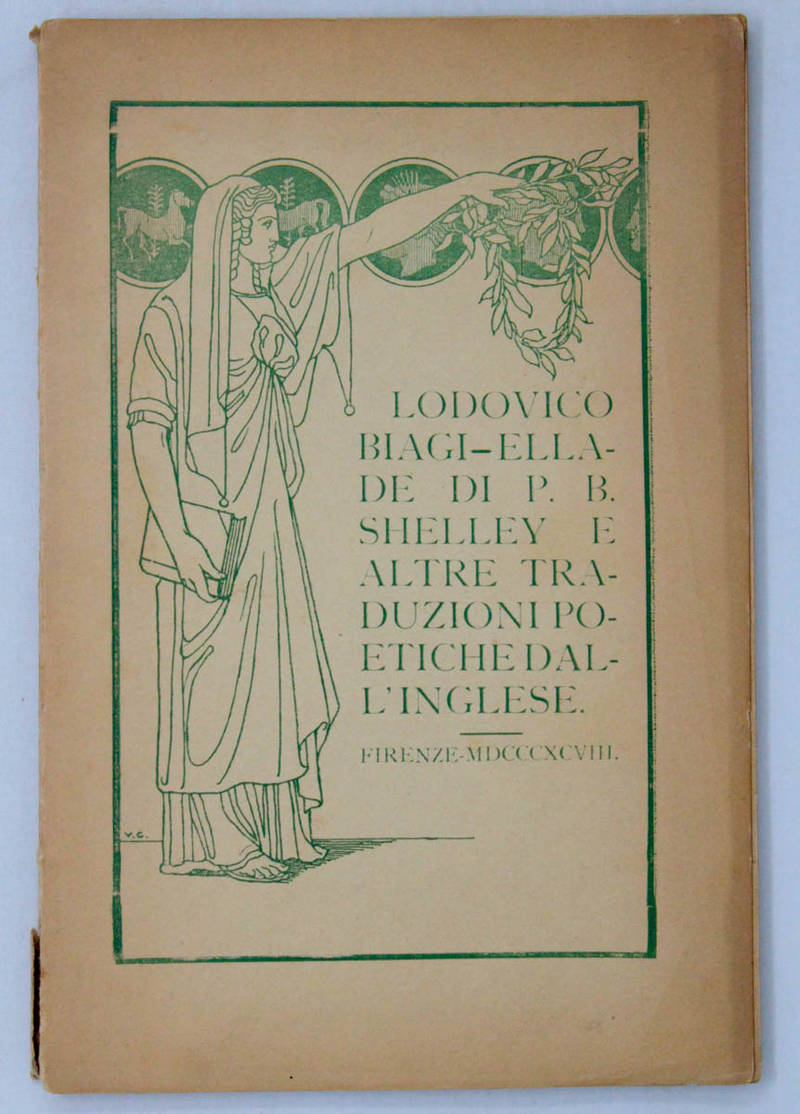 LODOVICO
BIAGI-ELLA-
DE DI P. B.
SHELLEY E
ALTRE TRA-
DUZIONI PO-
ETICHE DAL-
L'INGLESE.
FIRENZE-MDCCCXCVIII.
V.G.